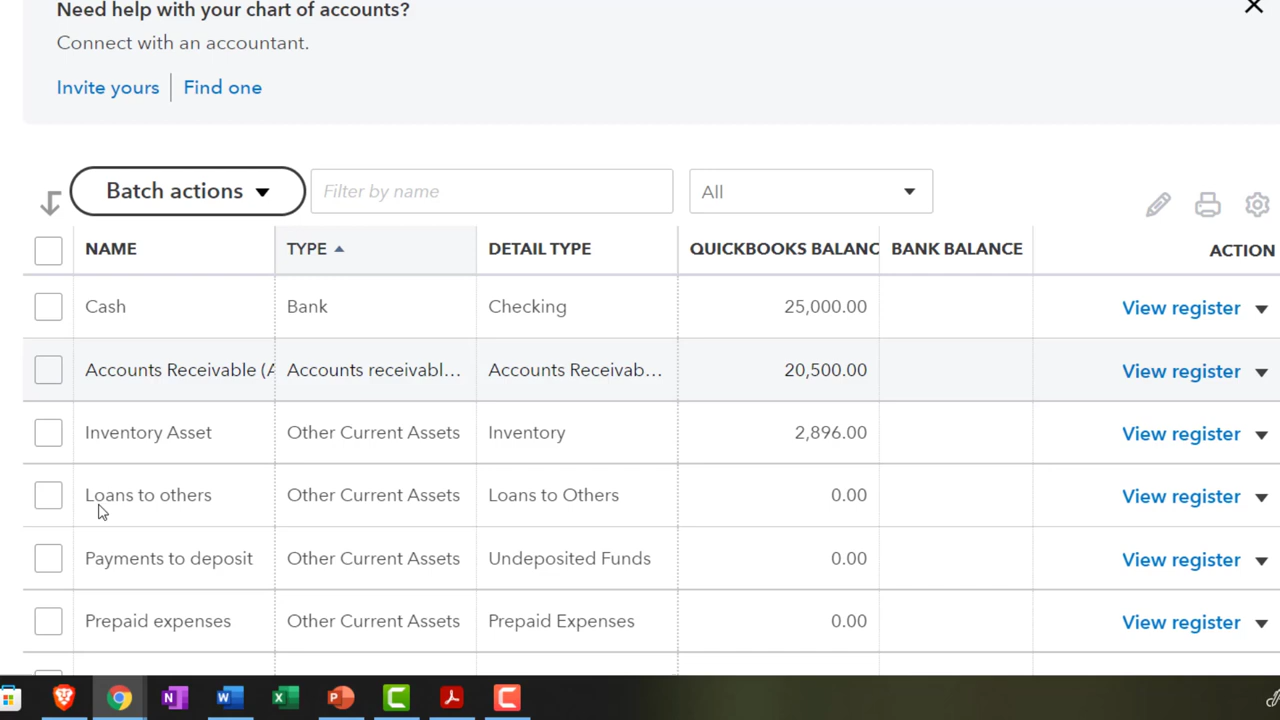 Need help with your chart of accounts?
Connect with an accountant.
Invite yours Find one
Batch actions Filter by name All
NAME TYPE DETAIL TYPE QUICKBOOKS BALANC BANK BALANCE ACTION
Cash Bank Checking 25,000.00 View register
Accounts Receivable (A Accounts receivabl... Accounts Receivab... 20,500.00 View register
Inventory Asset Other Current Assets Inventory 2,896.00 View register
Loans to others Other Current Assets Loans to Others 0.00 View register
Payments to deposit Other Current Assets Undeposited Funds 0.00 View register
Prepaid expenses Other Current Assets Prepaid Expenses 0.00 View register